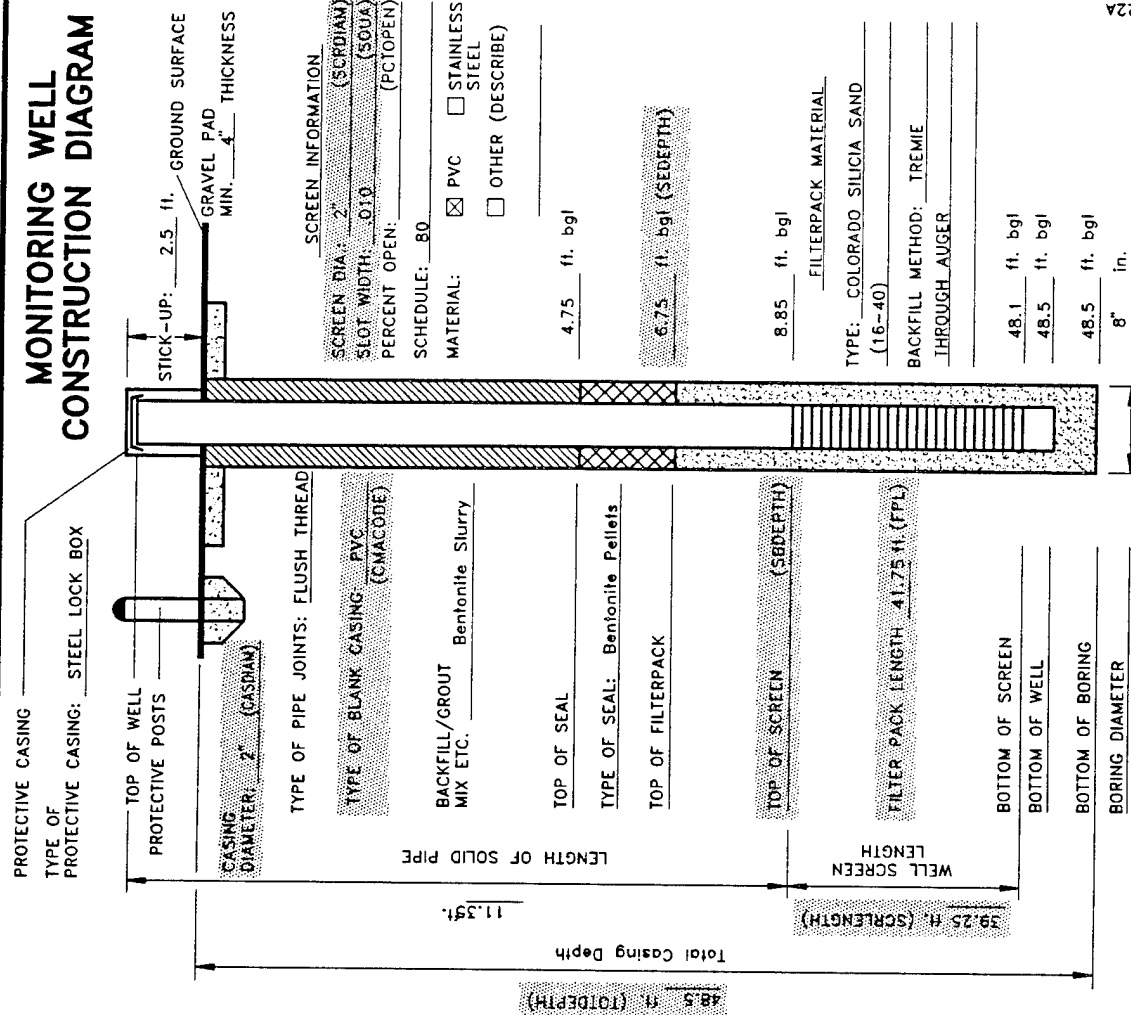 MONITORING WELL
CONSTRUCTION DIAGRAM
PROTECTIVE CASING
TYPE OF
PROTECTIVE CASING: STEEL LOCK BOX
TOP OF WELL
PROTECTIVE POSTS
STICK-UP: 2.5 ft.
GROUND SURFACE
GRAVEL PAD
MIN. 4" THICKNESS
CASING
DIAMETER: 2" (CASDIAM)
TYPE OF PIPE JOINTS: FLUSH THREAD
TYPE OF BLANK CASING: PVC
(CMACODE)
BACKFILL/GROUT
MIX ETC. Bentonite Slurry
TOP OF SEAL
TYPE OF SEAL: Bentonite Pellets
TOP OF FILTERPACK
TOP OF SCREEN (SBDEPTH)
FILTER PACK LENGTH 41.75 ft (FPL)
BOTTOM OF SCREEN
BOTTOM OF WELL
BOTTOM OF BORING
BORING DIAMETER
SCREEN INFORMATION
SCREEN DIA: 2" (SCRDIAM)
SLOT WIDTH: .010 (SOUA)
PERCENT OPEN: (PCTOPEN)
SCHEDULE: 80
MATERIAL: PVC STAINLESS
STEEL
OTHER (DESCRIBE)
4.75 ft. bgl
6.75 ft. bgl (SEDEPTH)
8.85 ft. bgl
FILTERPACK MATERIAL
TYPE: COLORADO SILICIA SAND
(16-40)
BACKFILL METHOD: TREMIE
THROUGH AUGER
48.1 ft. bgl
48.5 ft. bgl
48.5 ft. bgl
8" in.
LENGTH OF SOLID PIPE
WELL SCREEN
LENGTH
39.25 ft. (SCRLENGTH)
Total Casing Depth
48.5 ft. (TOTDEPTH)